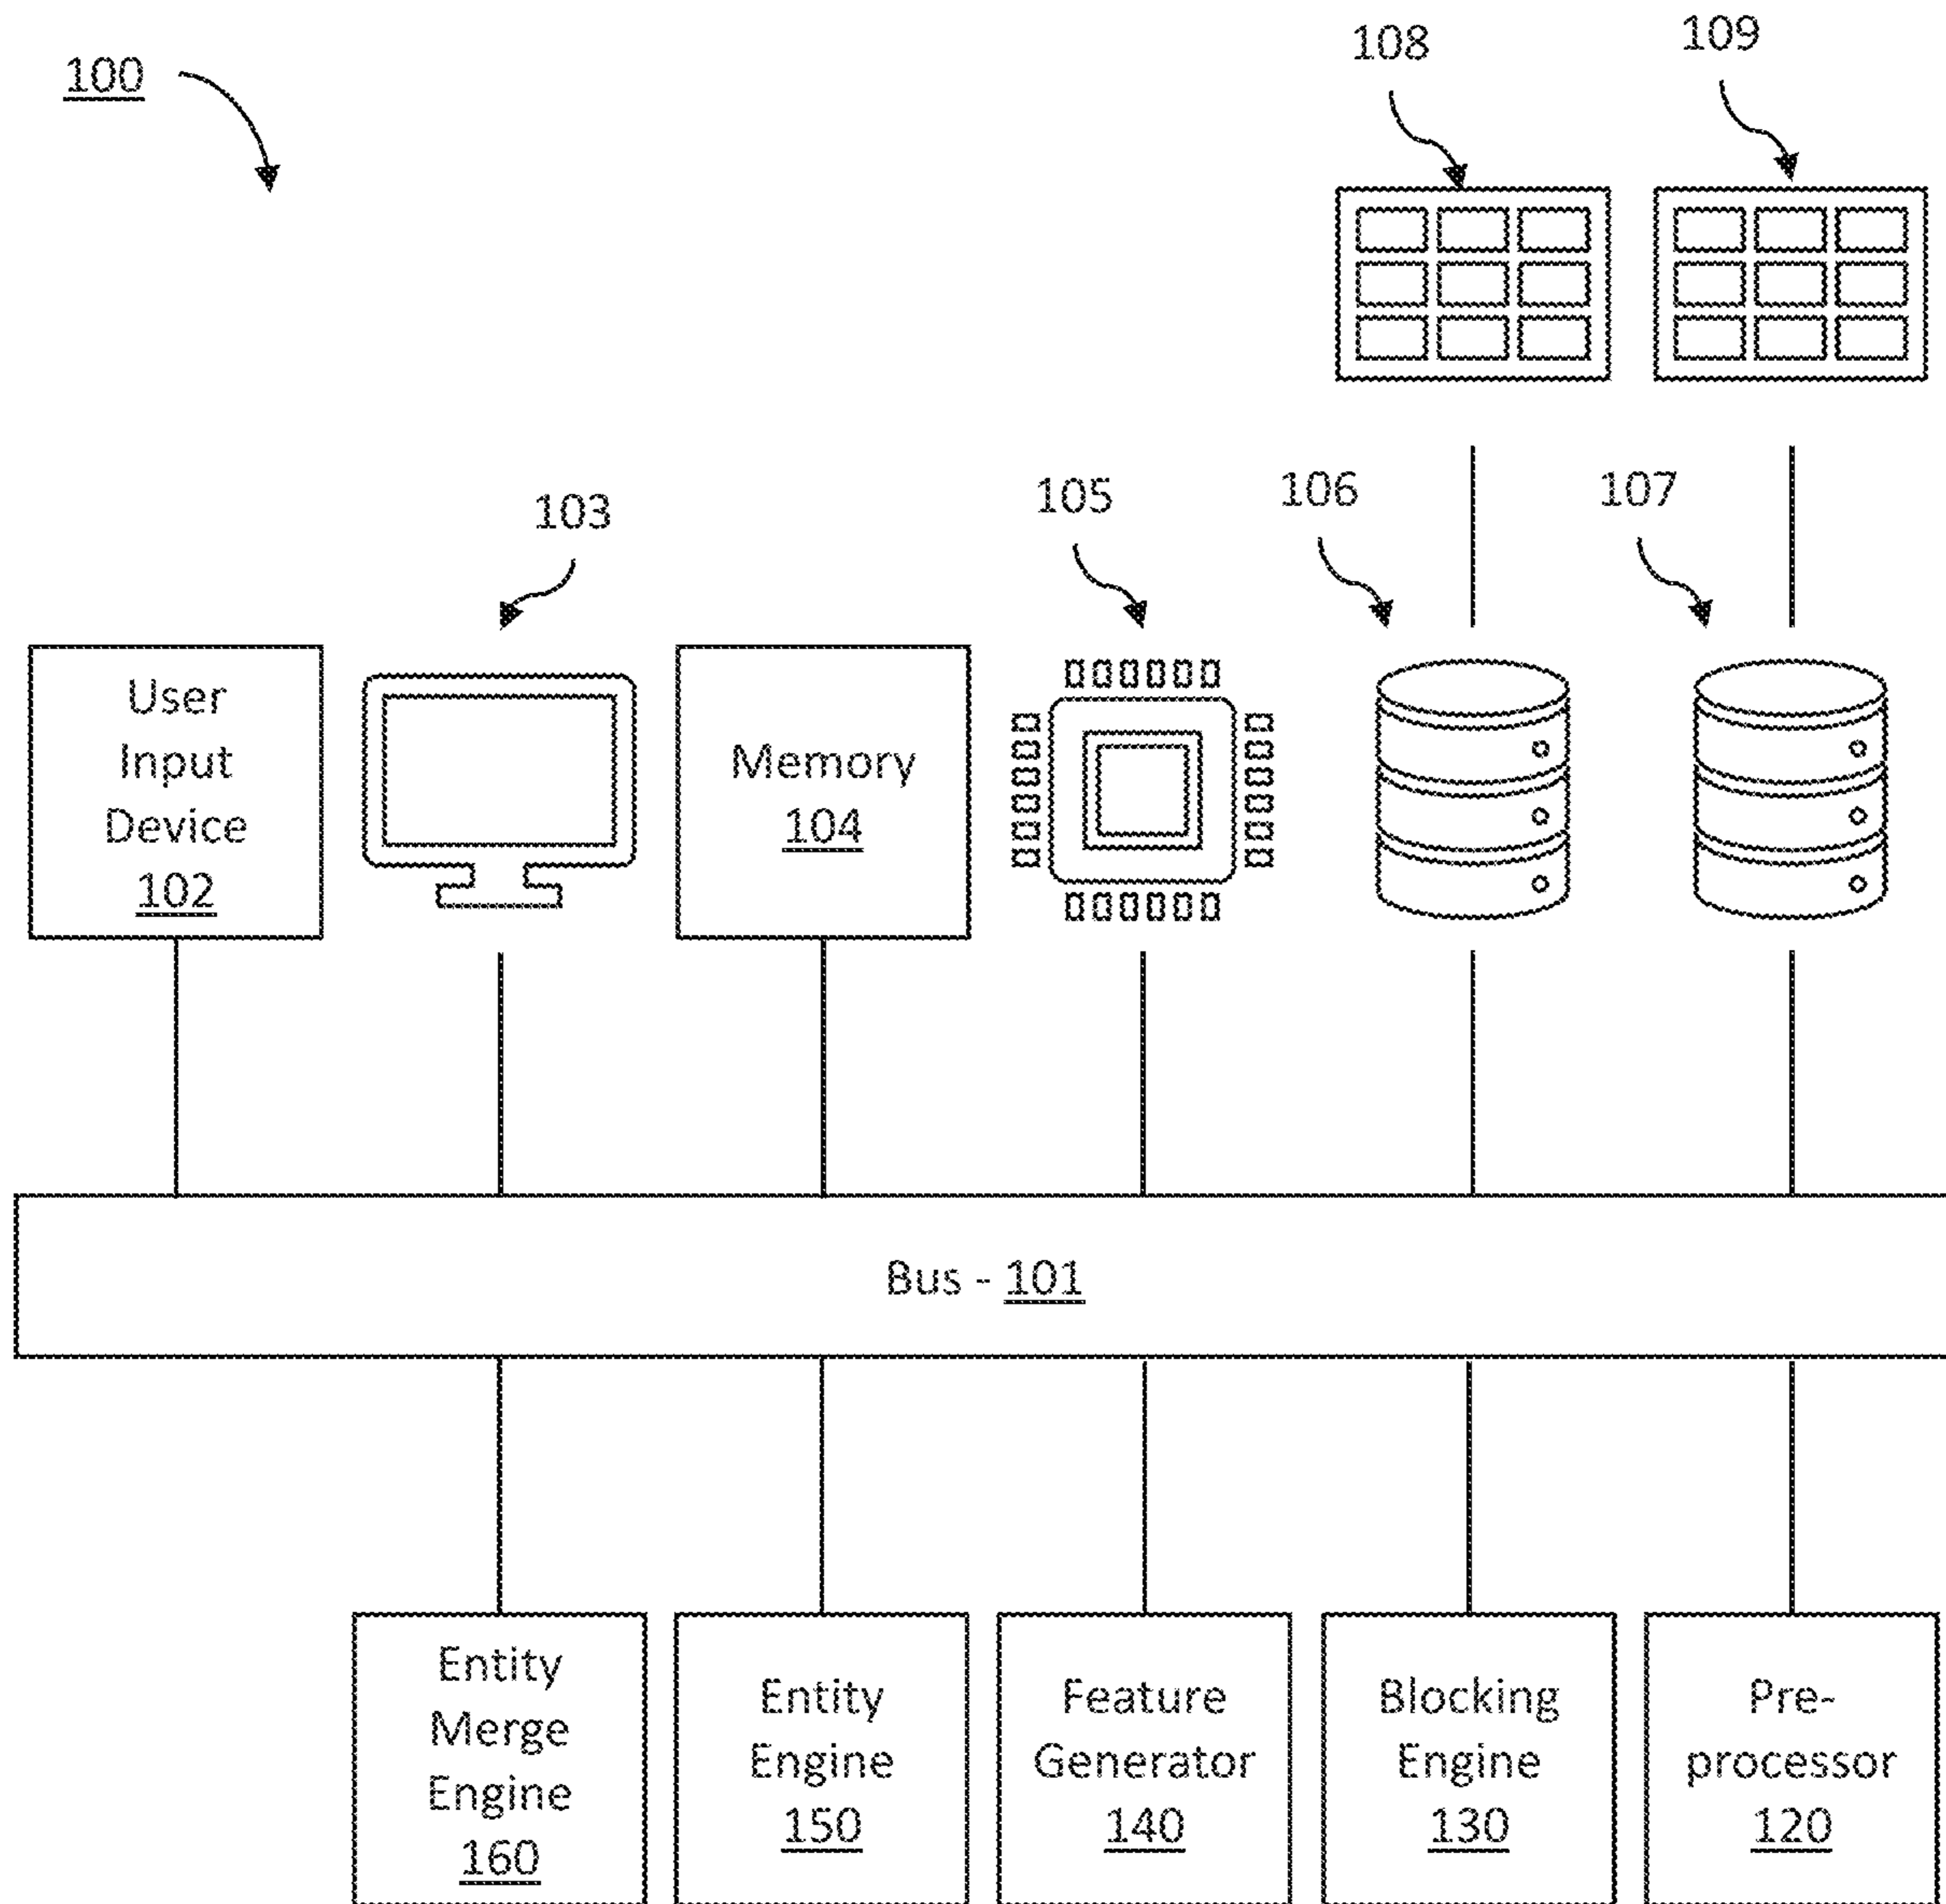 100
108
109
103
105
106
107
User
Input
Device
102
Memory
104
Bus - 101
Entity
Merge
Engine
160
Entity
Engine
150
Feature
Generator
140
Blocking
Engine
130
Pre-
processor
120